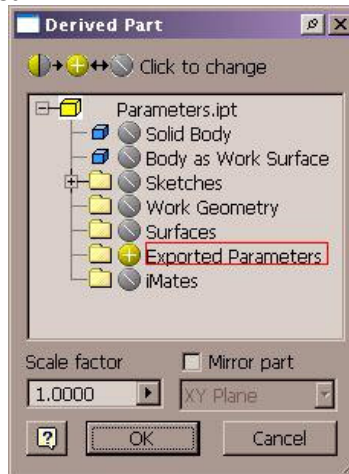 Derived Part
Click to change
Parameters.ipt
Solid Body
Body as Work Surface
Sketches
Work Geometry
Surfaces
Exported Parameters
iMates
Scale factor
Mirror part
1.0000
XY Plane
OK
Cancel